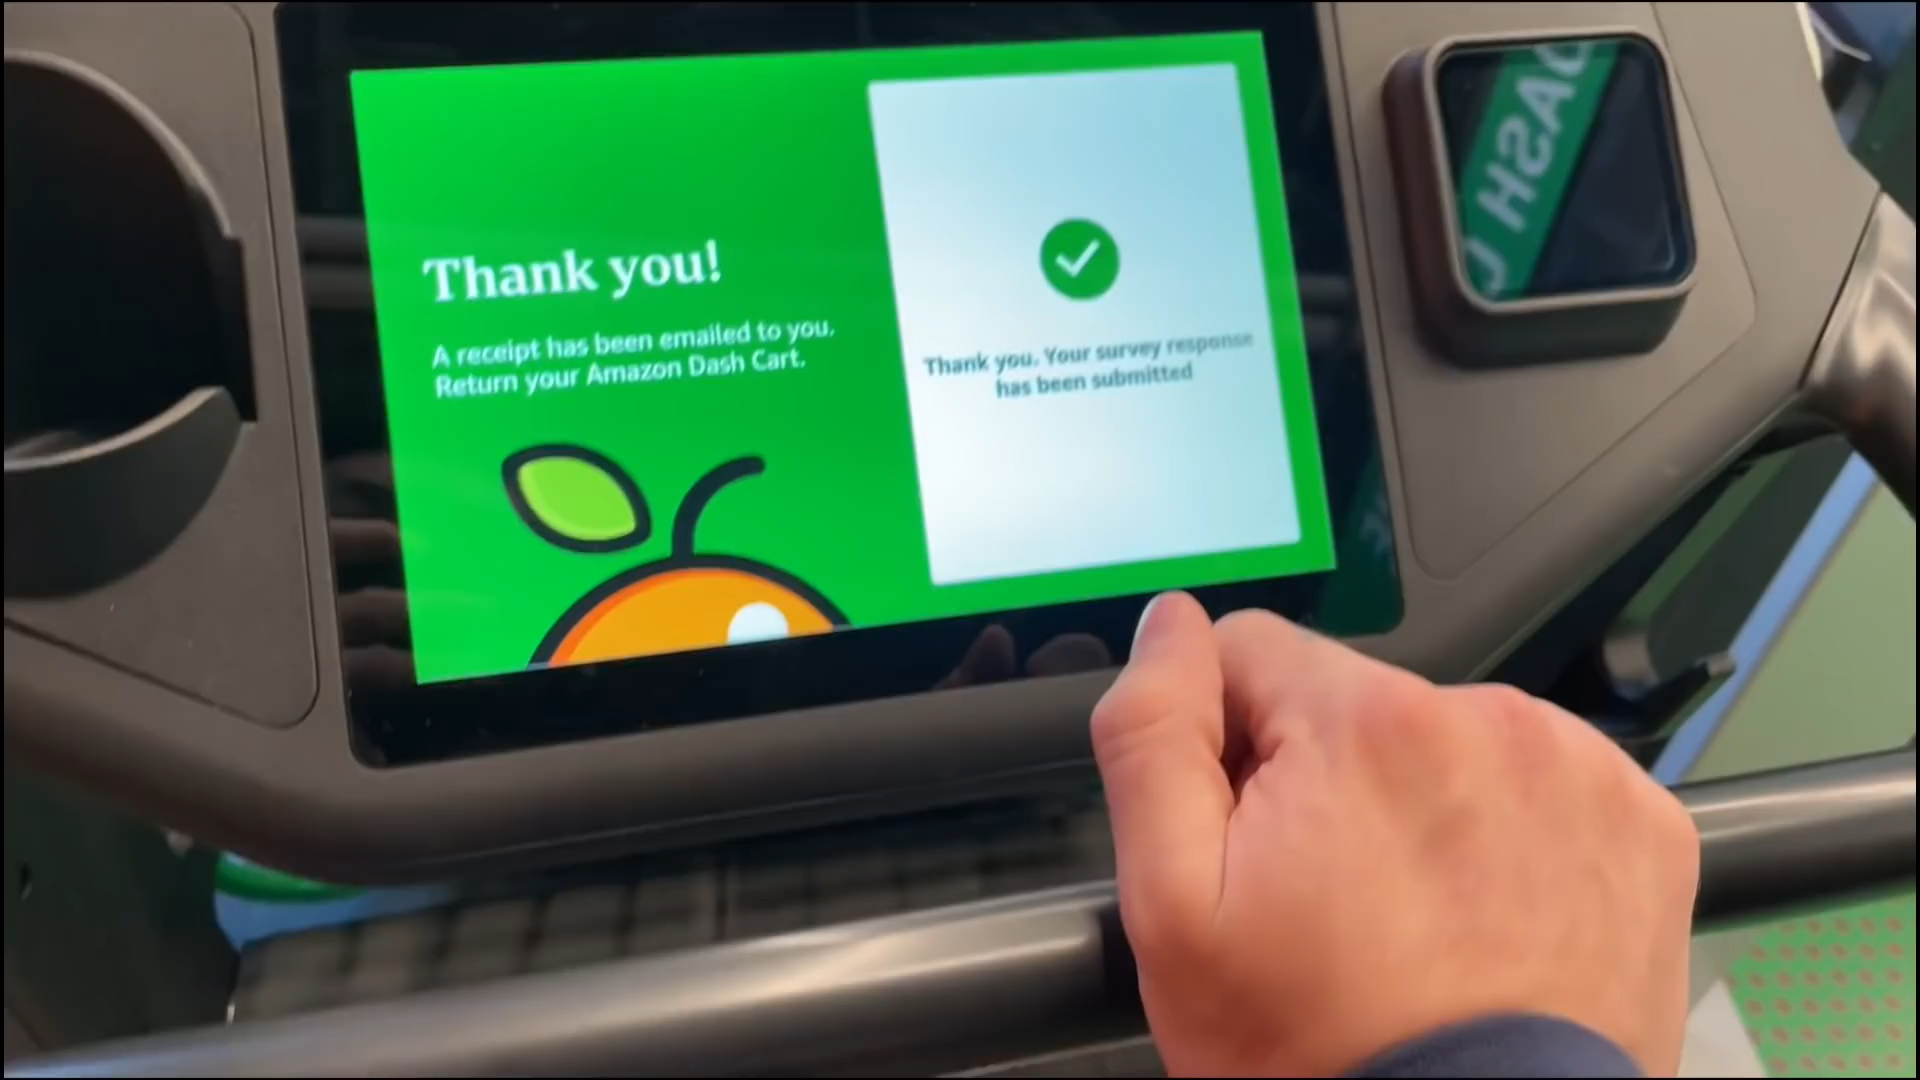 Thank you!
A receipt has been emailed to you.
Return your Amazon Dash Cart.
Thank you. Your survey response
has been submitted
DASH